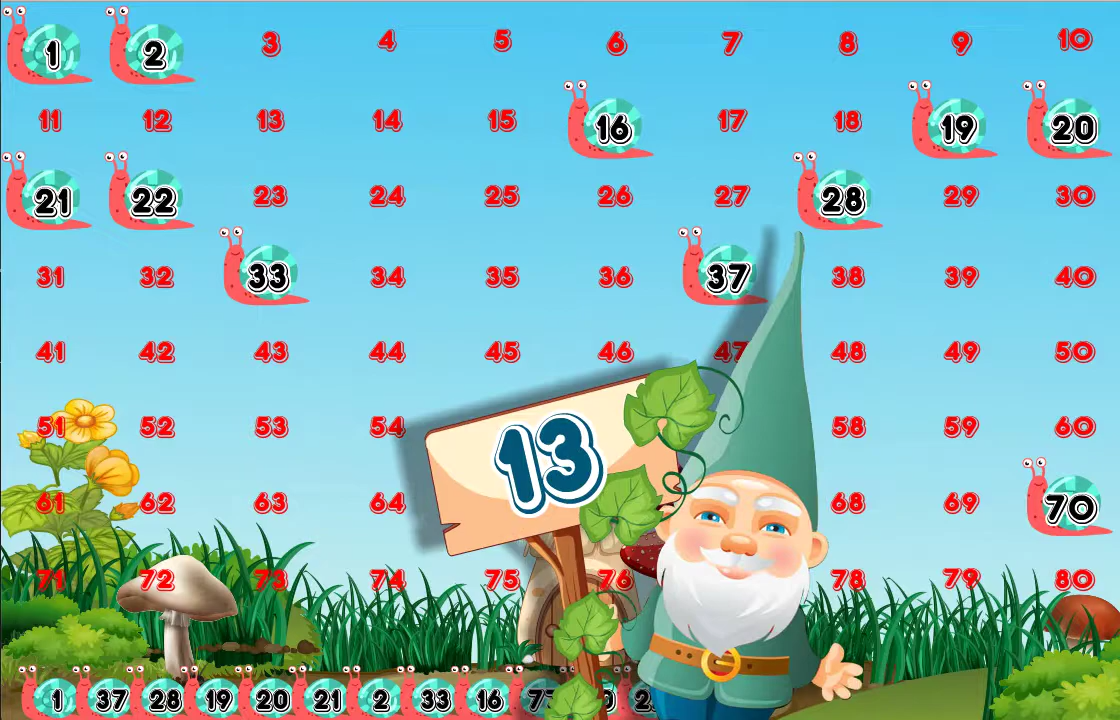 1 2 3 4 5 6 7 8 9 10
11 12 13 14 15 16 17 18 19 20
21 22 23 24 25 26 27 28 29 30
31 32 33 34 35 36 37 38 39 40
41 42 43 44 45 46 47 48 49 50
51 52 53 54 58 59 60
13
61 62 63 64 68 69 70
71 72 73 74 75 76 78 79 80
1 37 28 19 20 21 2 33 16